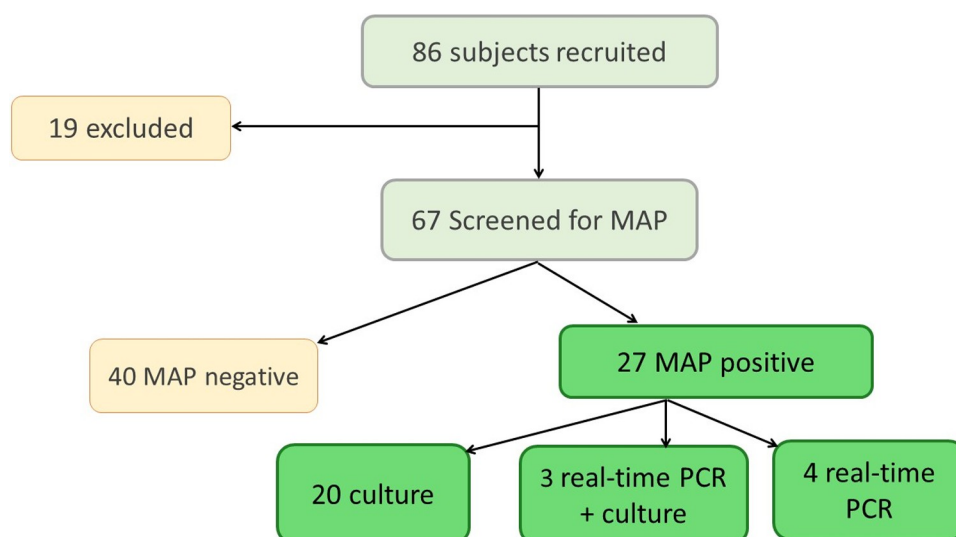 86 subjects recruited
19 excluded
67 Screened for MAP
40 MAP negative
27 MAP positive
20 culture
3 real-time PCR
+ culture
4 real-time
PCR